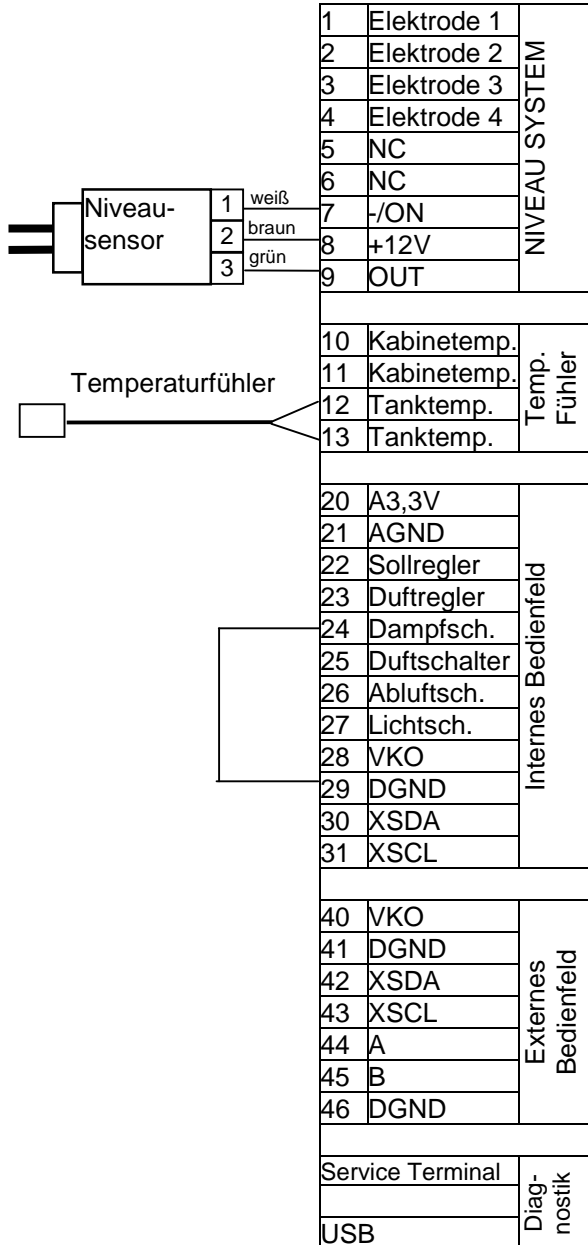 1 Elektrode 1
2 Elektrode 2
3 Elektrode 3
4 Elektrode 4
5 NC
6 NC
7 -/ON
8 +12V
9 OUT
NIVEAU SYSTEM
Niveau-
sensor
1 weiß
2 braun
3 grün
10 Kabinetemp.
11 Kabinetemp.
12 Tanktemp.
13 Tanktemp.
Temp.
Fühler
Temperaturfühler
20 A3,3V
21 AGND
22 Sollregler
23 Duftregler
24 Dampfsch.
25 Duftschalter
26 Abluftsch.
27 Lichtsch.
28 VKO
29 DGND
30 XSDA
31 XSCL
Internes Bedienfeld
40 VKO
41 DGND
42 XSDA
43 XSCL
44 A
45 B
46 DGND
Externes
Bedienfeld
Service Terminal
USB
Diag-
nostik